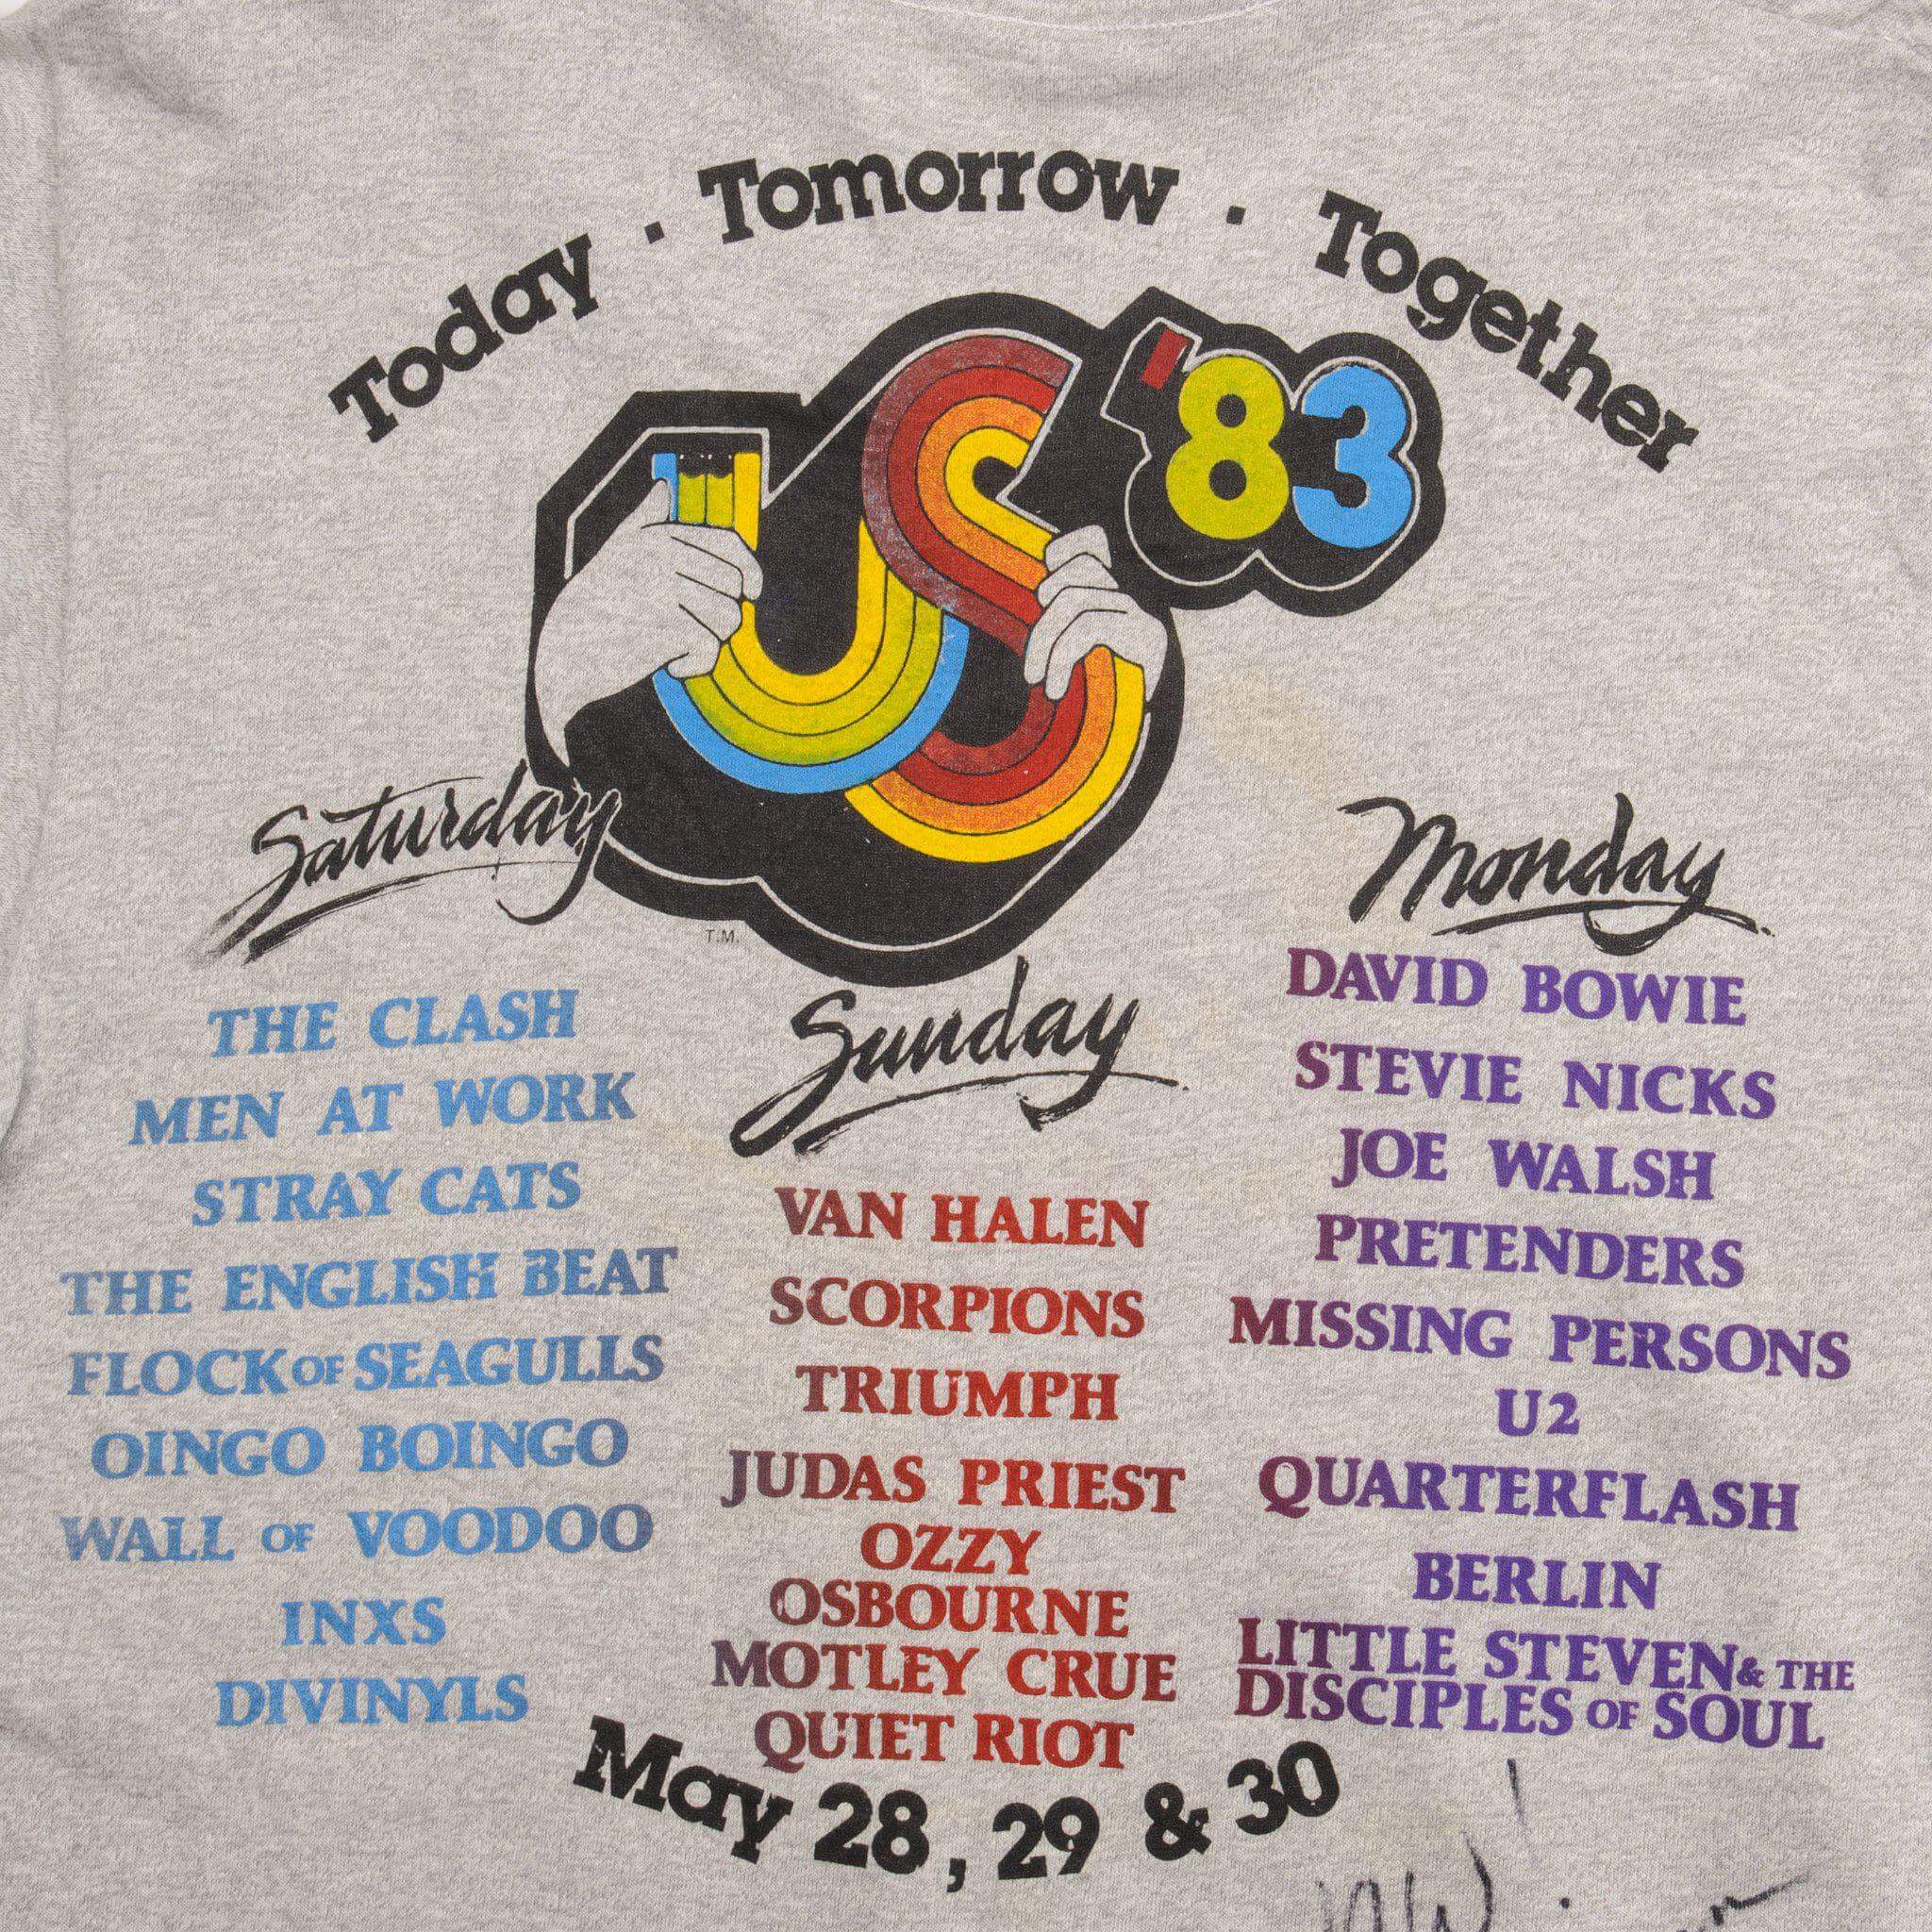 Today · Tomorrow · Together
US '83
T.M.
Saturday
THE CLASH
MEN AT WORK
STRAY CATS
THE ENGLISH BEAT
FLOCK OF SEAGULLS
OINGO BOINGO
WALL OF VOODOO
INXS
DIVINYLS
Sunday
VAN HALEN
SCORPIONS
TRIUMPH
JUDAS PRIEST
OZZY
OSBOURNE
MOTLEY CRUE
QUIET RIOT
Monday
DAVID BOWIE
STEVIE NICKS
JOE WALSH
PRETENDERS
MISSING PERSONS
U2
QUARTERFLASH
BERLIN
LITTLE STEVEN & THE
DISCIPLES OF SOUL
May 28, 29 & 30